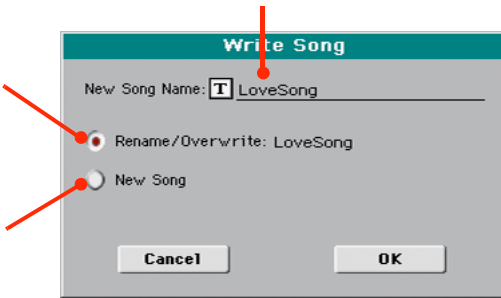 Write Song
New Song Name: T LoveSong
Rename/Overwrite: LoveSong
New Song
Cancel OK